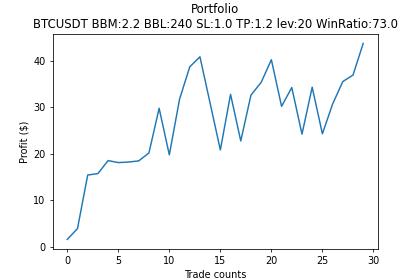 Portfolio
BTCUSDT BBM:2.2 BBL:240 SL:1.0 TP:1.2 lev:20 WinRatio:73.0
Profit ($)
40
30
20
10
0
0 5 10 15 20 25 30
Trade counts